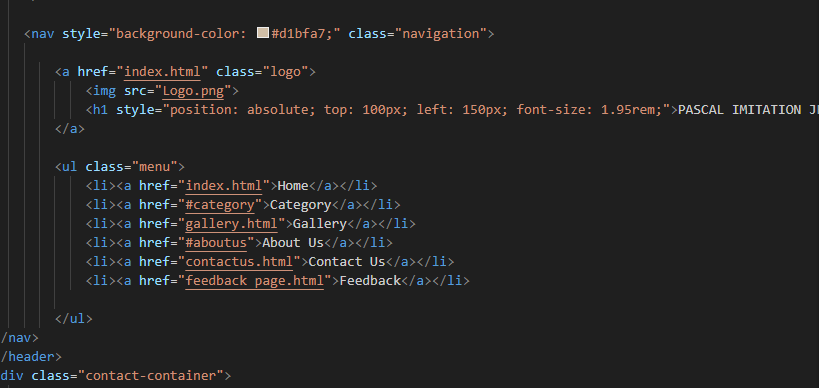 <nav style="background-color: #d1bfa7;" class="navigation">
<a href="index.html" class="logo">
<img src="Logo.png">
<h1 style="position: absolute; top: 100px; left: 150px; font-size: 1.95rem;">PASCAL IMITATION
</a>
<ul class="menu">
<li><a href="index.html">Home</a></li>
<li><a href="#category">Category</a></li>
<li><a href="gallery.html">Gallery</a></li>
<li><a href="#aboutus">About Us</a></li>
<li><a href="contactus.html">Contact Us</a></li>
<li><a href="feedback page.html">Feedback</a></li>
</ul>
/nav>
/header>
div class="contact-container">